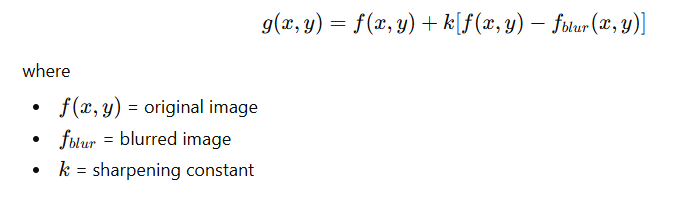 g(x, y) = f(x, y) + k[f(x, y) − f_blur(x, y)]
where
• f(x, y) = original image
• f_blur = blurred image
• k = sharpening constant